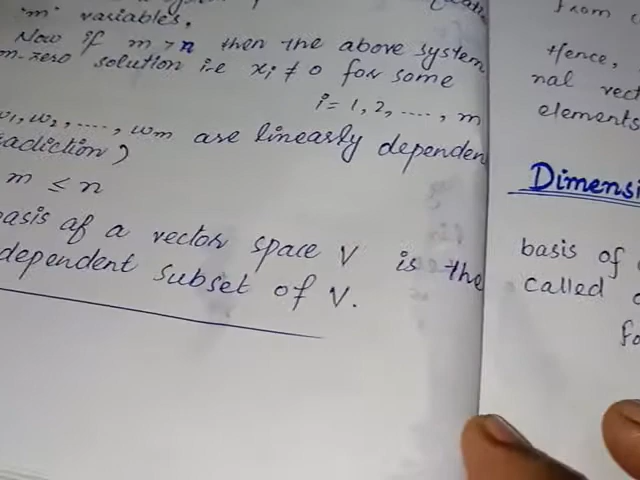 "m" variables.
Now if m > n then the above system
n-zero solution i.e xi ≠ 0 for some
i = 1, 2, ...., m
w1, w2, ...., wm are linearly dependen
adiction)
m ≤ n
basis of a vector space V is the
dependent subset of V.
from
Hence,
nal vect
elements
Dimensi
basis of
called
fo